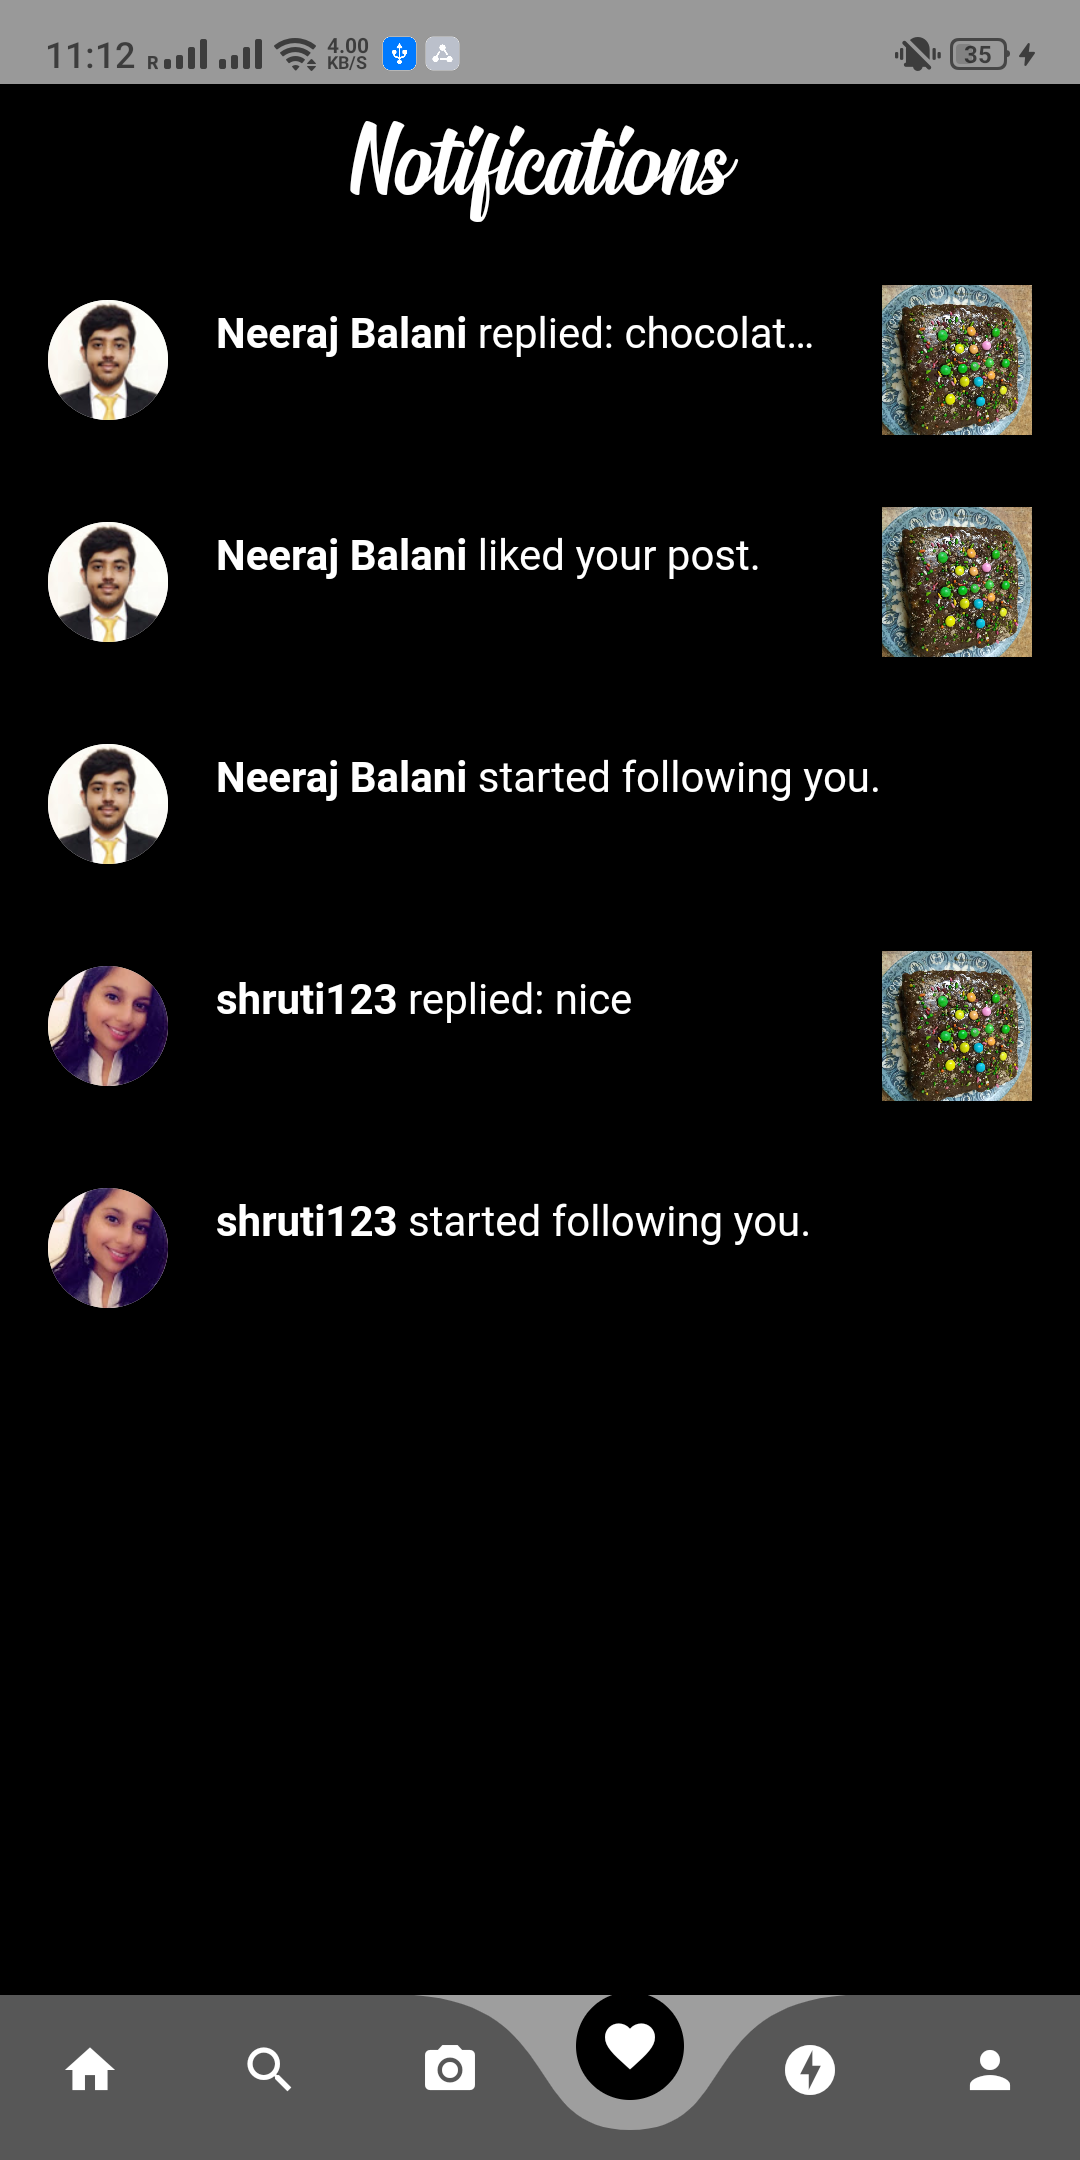 11:12 R 4.00 KB/S 35
Notifications
Neeraj Balani replied: chocolat...
Neeraj Balani liked your post.
Neeraj Balani started following you.
shruti123 replied: nice
shruti123 started following you.